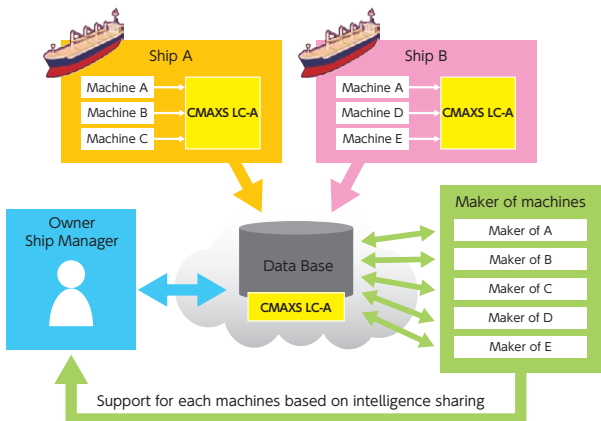 Ship A
Machine A
Machine B
Machine C
CMAXS LC-A
Ship B
Machine A
Machine D
Machine E
CMAXS LC-A
Owner
Ship Manager
Data Base
CMAXS LC-A
Maker of machines
Maker of A
Maker of B
Maker of C
Maker of D
Maker of E
Support for each machines based on intelligence sharing